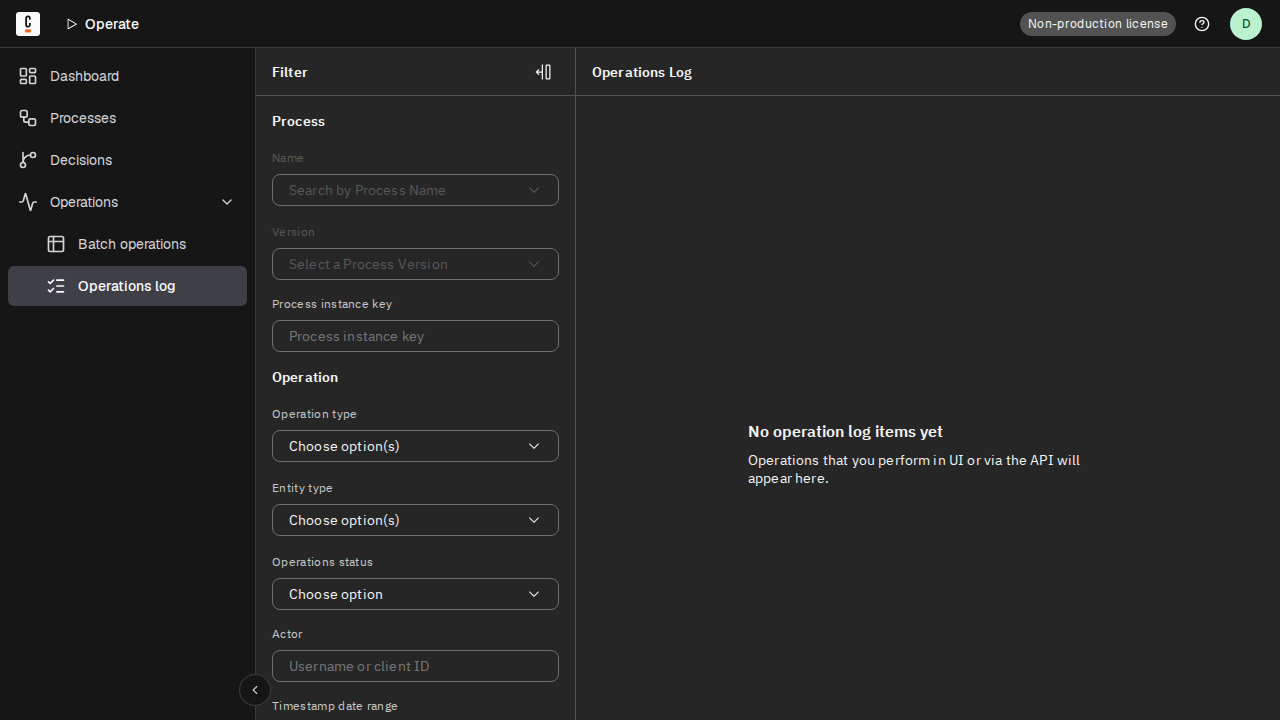 Operate
Non-production license
D
Dashboard
Processes
Decisions
Operations
Batch operations
Operations log
Filter
Process
Name
Search by Process Name
Version
Select a Process Version
Process instance key
Process instance key
Operation
Operation type
Choose option(s)
Entity type
Choose option(s)
Operations status
Choose option
Actor
Username or client ID
Timestamp date range
Operations Log
No operation log items yet
Operations that you perform in UI or via the API will
appear here.